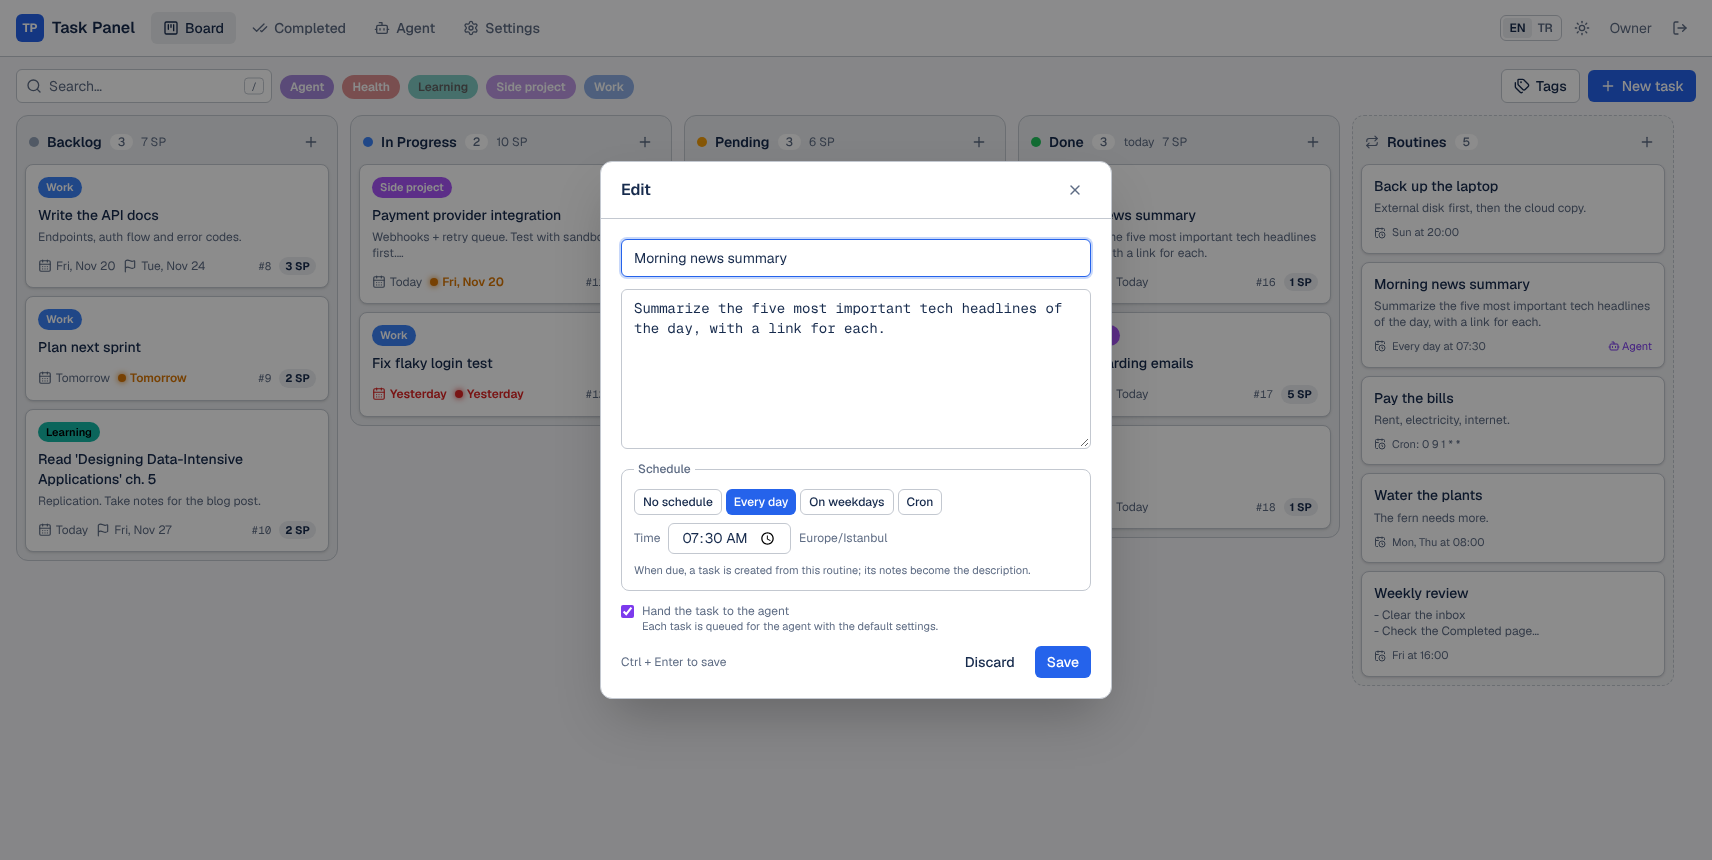 TP Task Panel Board Completed Agent Settings EN TR Owner
Search... / Agent Health Learning Side project Work Tags New task
Backlog 3 7 SP
Work
Write the API docs
Endpoints, auth flow and error codes.
Fri, Nov 20 Tue, Nov 24 #8 3 SP
Work
Plan next sprint
Tomorrow Tomorrow #9 2 SP
Learning
Read 'Designing Data-Intensive
Applications' ch. 5
Replication. Take notes for the blog post.
Today Fri, Nov 27 #10 2 SP
In Progress 2 10 SP
Side project
Payment provider integration
Webhooks + retry queue. Test with
first....
Today Fri, Nov 20
Work
Fix flaky login test
Yesterday Yesterday
Pending 3 6 SP
Done 3 today 7 SP
summary
five most important tech headlines
a link for each.
Today #16 1 SP
emails
Today #17 5 SP
Today #18 1 SP
Routines 5
Back up the laptop
External disk first, then the cloud copy.
Sun at 20:00
Morning news summary
Summarize the five most important tech headlines
of the day, with a link for each.
Every day at 07:30 Agent
Pay the bills
Rent, electricity, internet.
Cron: 0 9 1 * *
Water the plants
The fern needs more.
Mon, Thu at 08:00
Weekly review
- Clear the inbox
- Check the Completed page...
Fri at 16:00
Edit
Morning news summary
Summarize the five most important tech headlines of
the day, with a link for each.
Schedule
No schedule Every day On weekdays Cron
Time 07:30 AM Europe/Istanbul
When due, a task is created from this routine; its notes become the description.
Hand the task to the agent
Each task is queued for the agent with the default settings.
Ctrl + Enter to save Discard Save